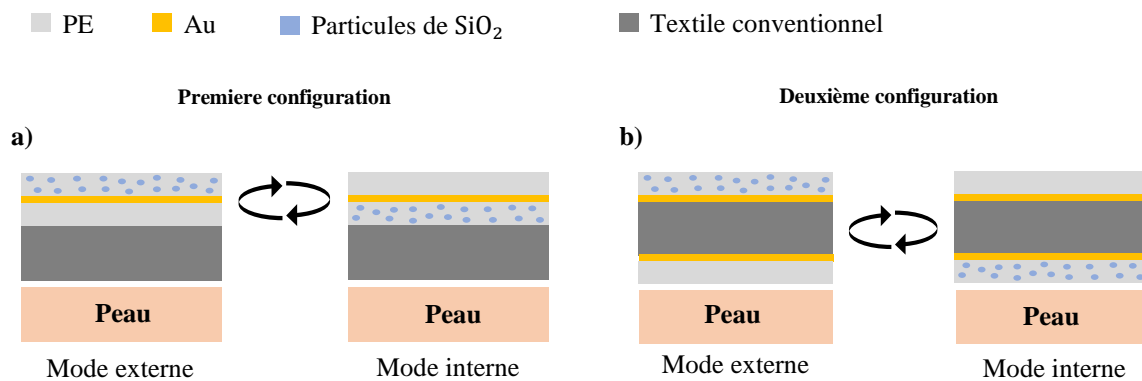 PE Au Particules de SiO₂ Textile conventionnel
Premiere configuration Deuxième configuration
a) b)
Peau Peau Peau Peau
Mode externe Mode interne Mode externe Mode interne